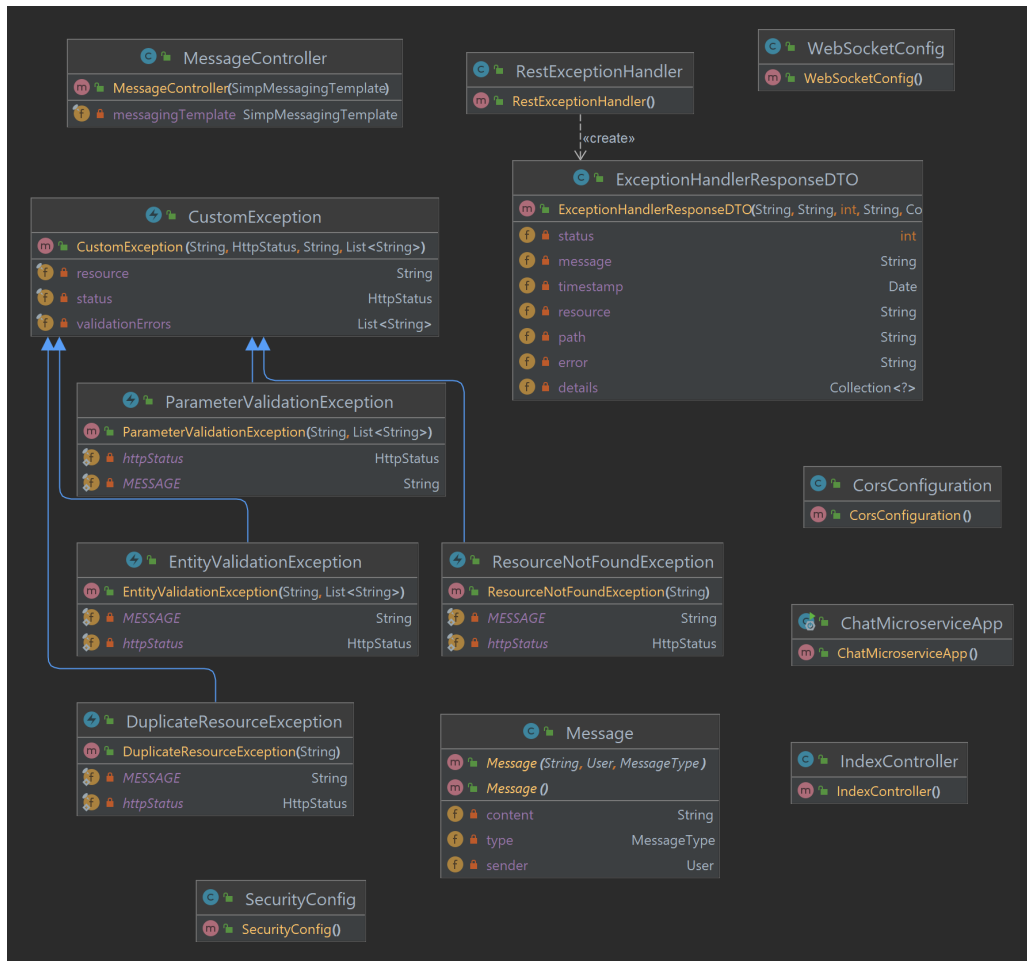 MessageController
MessageController(SimpMessagingTemplate)
messagingTemplate SimpMessagingTemplate
RestExceptionHandler
RestExceptionHandler()
WebSocketConfig
WebSocketConfig()
«create»
ExceptionHandlerResponseDTO
ExceptionHandlerResponseDTO(String, String, int, String, Co
status int
message String
timestamp Date
resource String
path String
error String
details Collection<?>
CustomException
CustomException(String, HttpStatus, String, List<String>)
resource String
status HttpStatus
validationErrors List<String>
ParameterValidationException
ParameterValidationException(String, List<String>)
httpStatus HttpStatus
MESSAGE String
CorsConfiguration
CorsConfiguration()
EntityValidationException
EntityValidationException(String, List<String>)
MESSAGE String
httpStatus HttpStatus
ResourceNotFoundException
ResourceNotFoundException(String)
MESSAGE String
httpStatus HttpStatus
ChatMicroserviceApp
ChatMicroserviceApp()
DuplicateResourceException
DuplicateResourceException(String)
MESSAGE String
httpStatus HttpStatus
Message
Message(String, User, MessageType)
Message()
content String
type MessageType
sender User
IndexController
IndexController()
SecurityConfig
SecurityConfig()